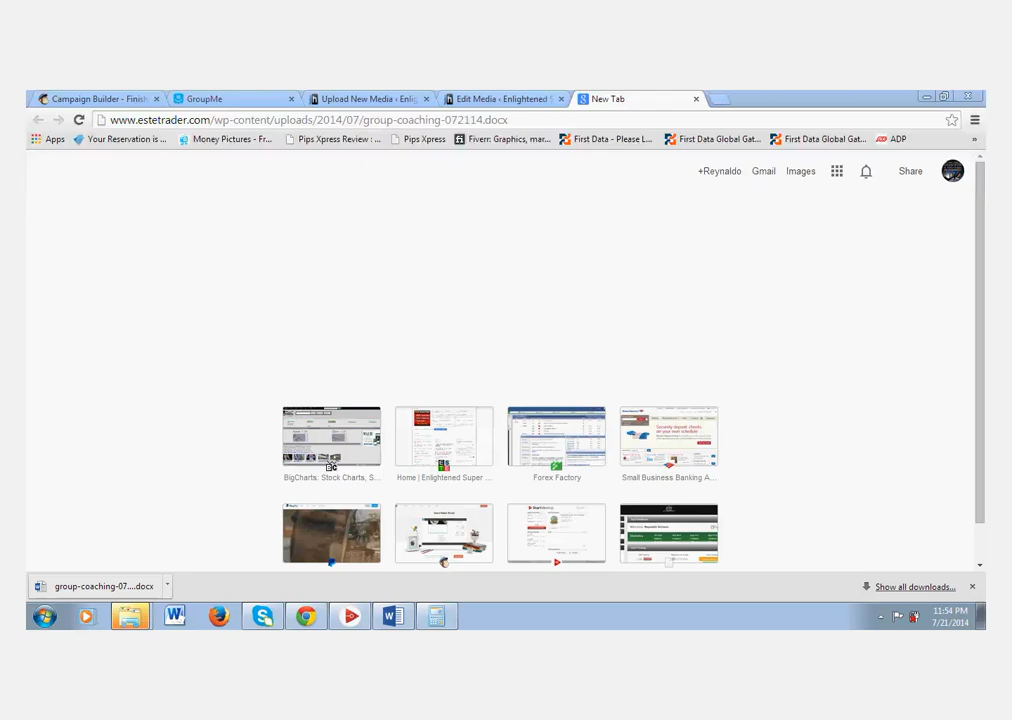 Campaign Builder - Finish
GroupMe
Upload New Media ‹ Enlig
Edit Media ‹ Enlightened S
New Tab
www.estetrader.com/wp-content/uploads/2014/07/group-coaching-072114.docx
Apps
Your Reservation is ...
Money Pictures - Fr...
Pips Xpress Review : ...
Pips Xpress
Fiverr: Graphics, mar...
First Data - Please L...
First Data Global Gat...
First Data Global Gat...
ADP
»
+Reynaldo
Gmail
Images
Share
BigCharts: Stock Charts, S...
Home | Enlightened Super ...
Forex Factory
Small Business Banking A...
group-coaching-07....docx
Show all downloads...
11:54 PM
7/21/2014